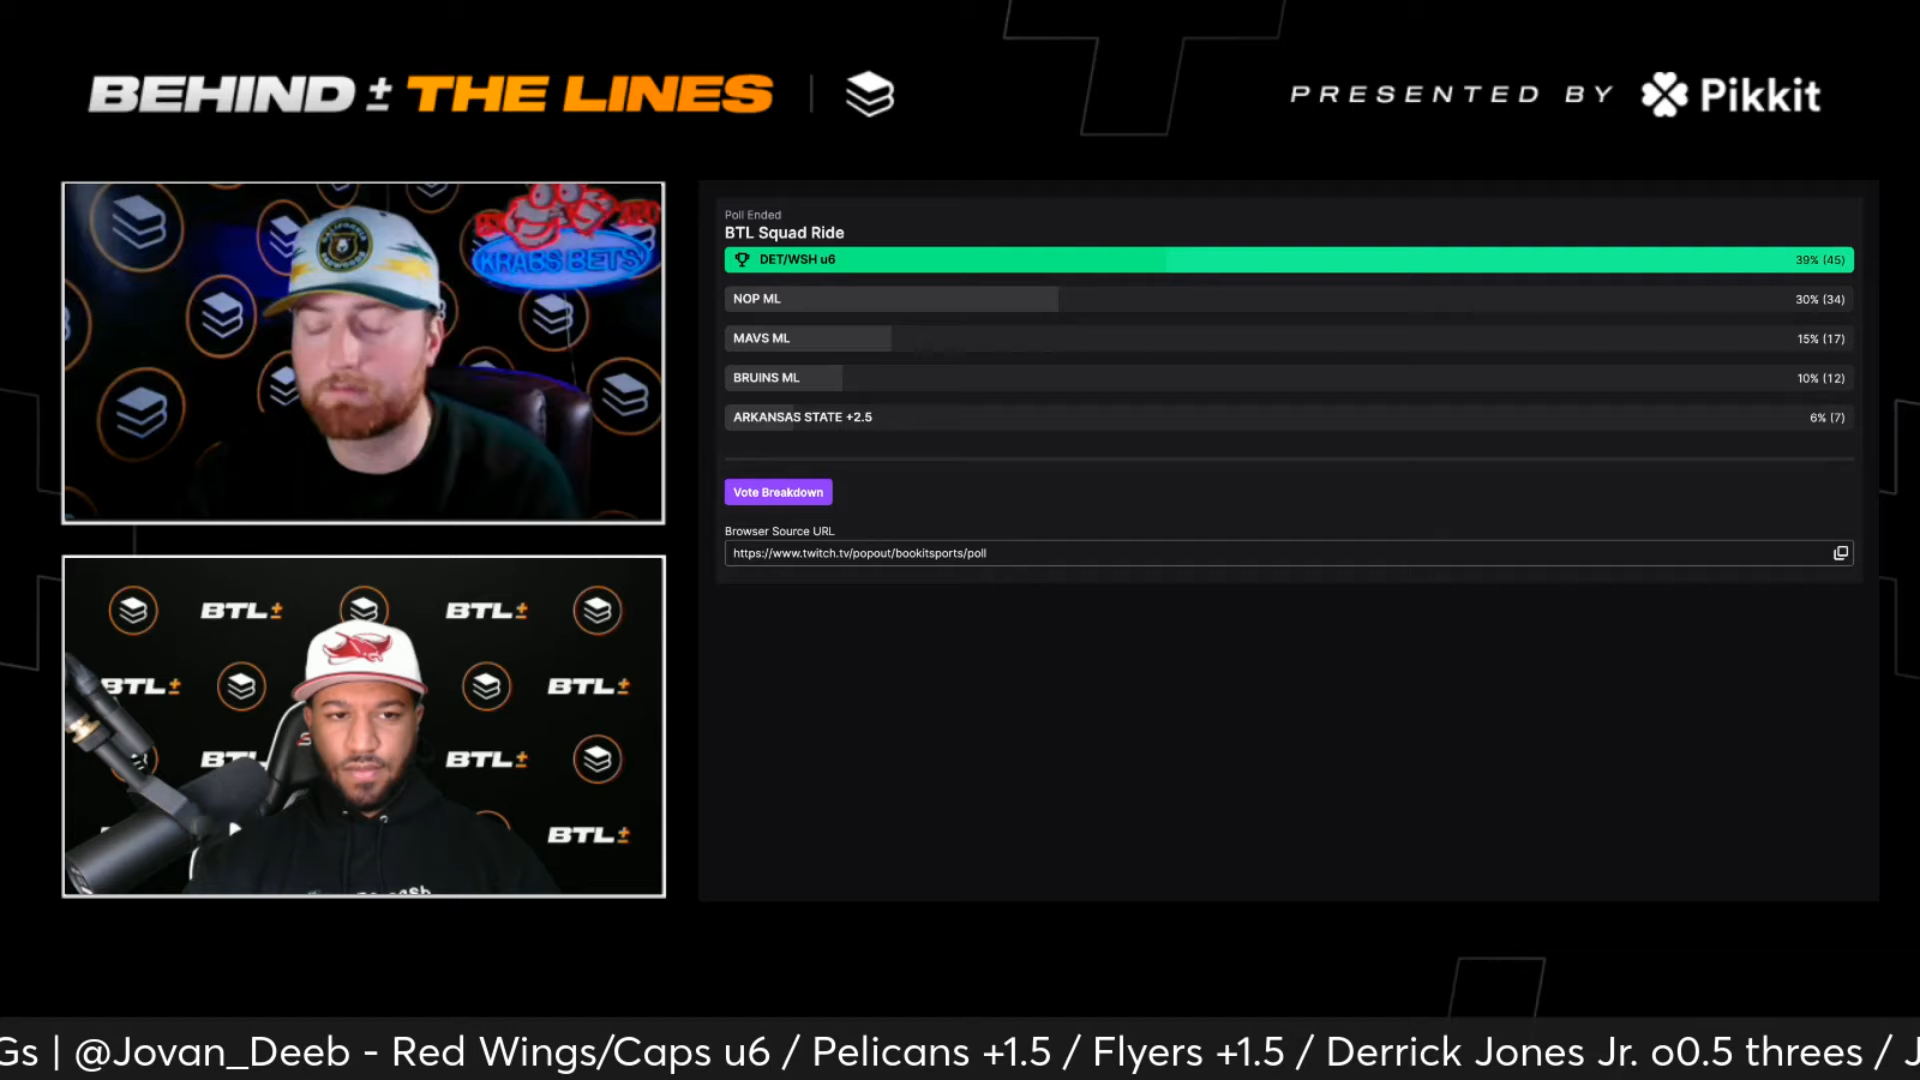 BEHIND ± THE LINES
PRESENTED BY Pikkit
KRABS BETS
BTL± BTL±
BTL± BTL±
BTL±
BTL±
Poll Ended
BTL Squad Ride
DET/WSH u6 39% (45)
NOP ML 30% (34)
MAVS ML 15% (17)
BRUINS ML 10% (12)
ARKANSAS STATE +2.5 6% (7)
Vote Breakdown
Browser Source URL
https://www.twitch.tv/popout/bookitsports/poll
Gs | @Jovan_Deeb - Red Wings/Caps u6 / Pelicans +1.5 / Flyers +1.5 / Derrick Jones Jr. o0.5 threes / J